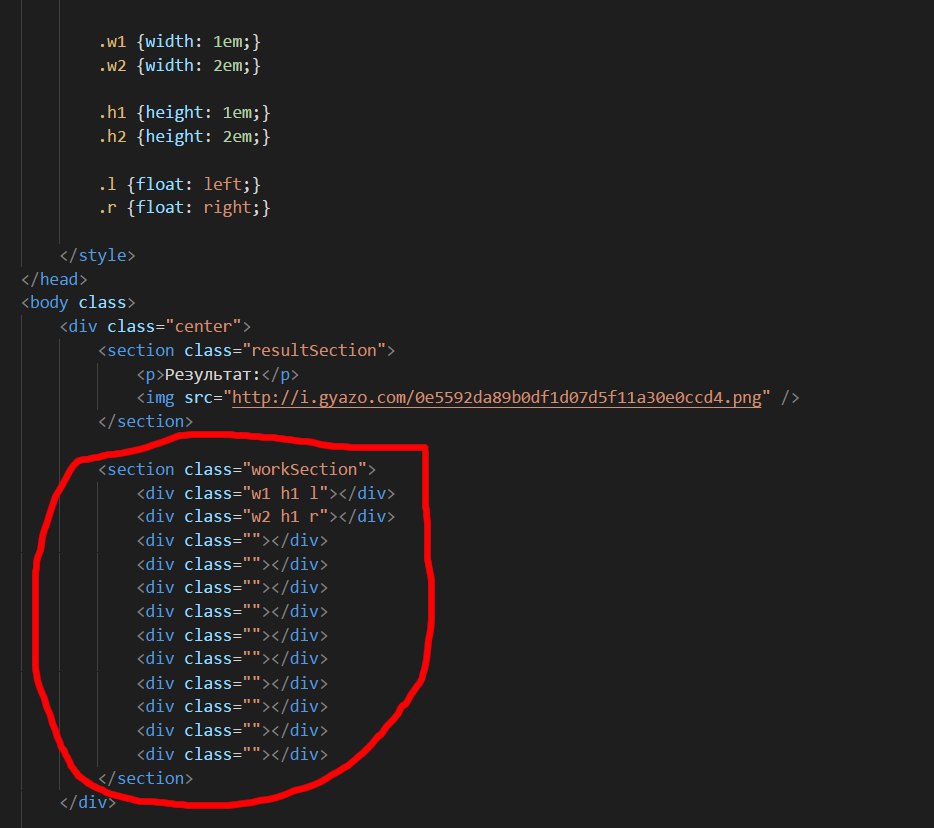 .w1 {width: 1em;}
.w2 {width: 2em;}
.h1 {height: 1em;}
.h2 {height: 2em;}
.l {float: left;}
.r {float: right;}
</style>
</head>
<body class>
<div class="center">
<section class="resultSection">
<p>Результат:</p>
<img src="http://i.gyazo.com/0e5592da89b0df1d07d5f11a30e0ccd4.png" />
</section>
<section class="workSection">
<div class="w1 h1 l"></div>
<div class="w2 h1 r"></div>
<div class=""></div>
<div class=""></div>
<div class=""></div>
<div class=""></div>
<div class=""></div>
<div class=""></div>
<div class=""></div>
<div class=""></div>
<div class=""></div>
<div class=""></div>
</section>
</div>